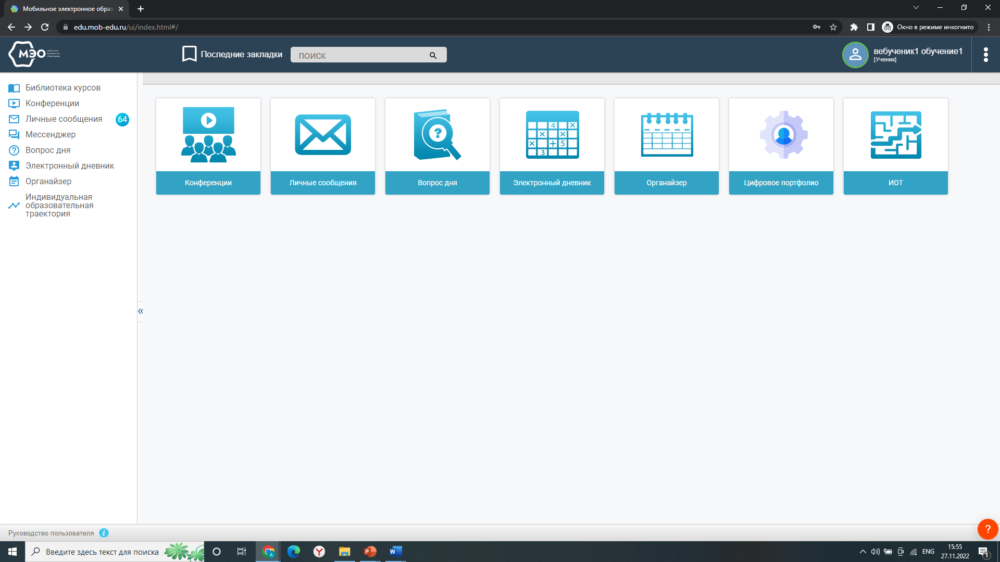 Мобильное электронное образ
edu.mob-edu.ru/ui/index.html#/
Окно в режиме инкогнито
МЭО
Последние закладки
поиск
вебученик1 обучение1
[Ученик]
Библиотека курсов
Конференции
Личные сообщения 64
Мессенджер
Вопрос дня
Электронный дневник
Органайзер
Индивидуальная
образовательная
траектория
4
5
3
?
Конференции
Личные сообщения
Вопрос дня
Электронный дневник
Органайзер
Цифровое портфолио
ИОТ
«
Руководство пользователя i
?
Введите здесь текст для поиска
A
P
W
ENG
15:55
27.11.2022
1